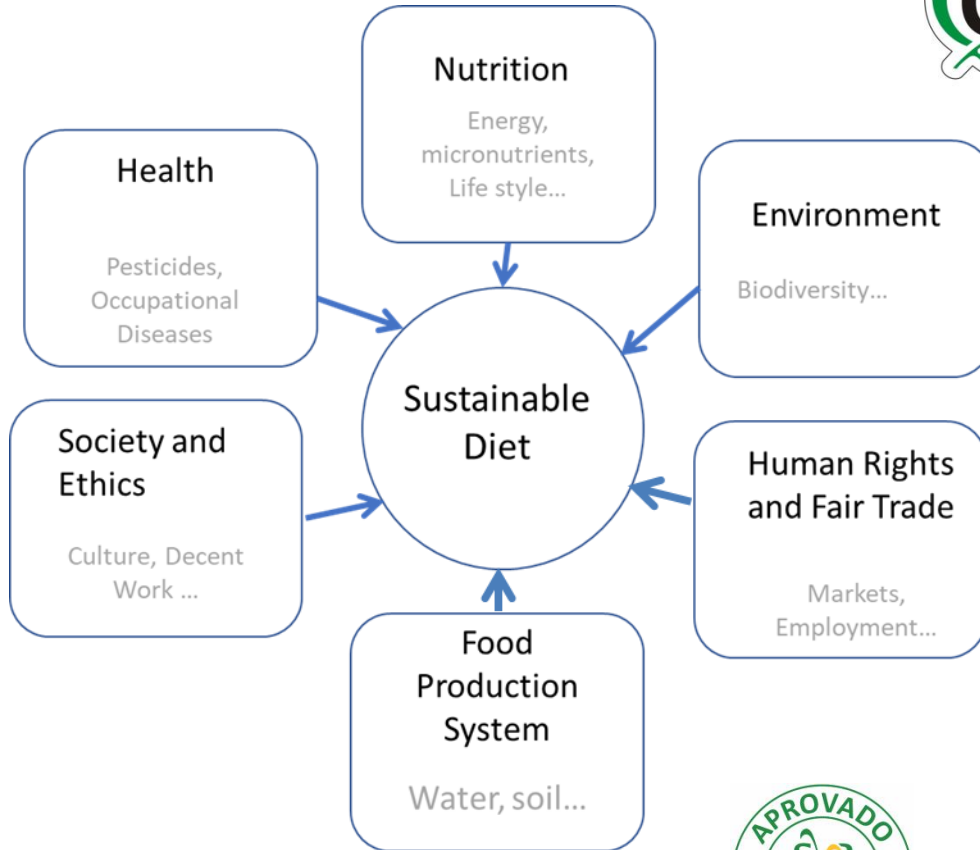 Nutrition
Energy,
micronutrients,
Life style...
Health
Pesticides,
Occupational
Diseases
Environment
Biodiversity...
Sustainable
Diet
Society and
Ethics
Culture, Decent
Work ...
Human Rights
and Fair Trade
Markets,
Employment...
Food
Production
System
Water, soil...
APROVADO